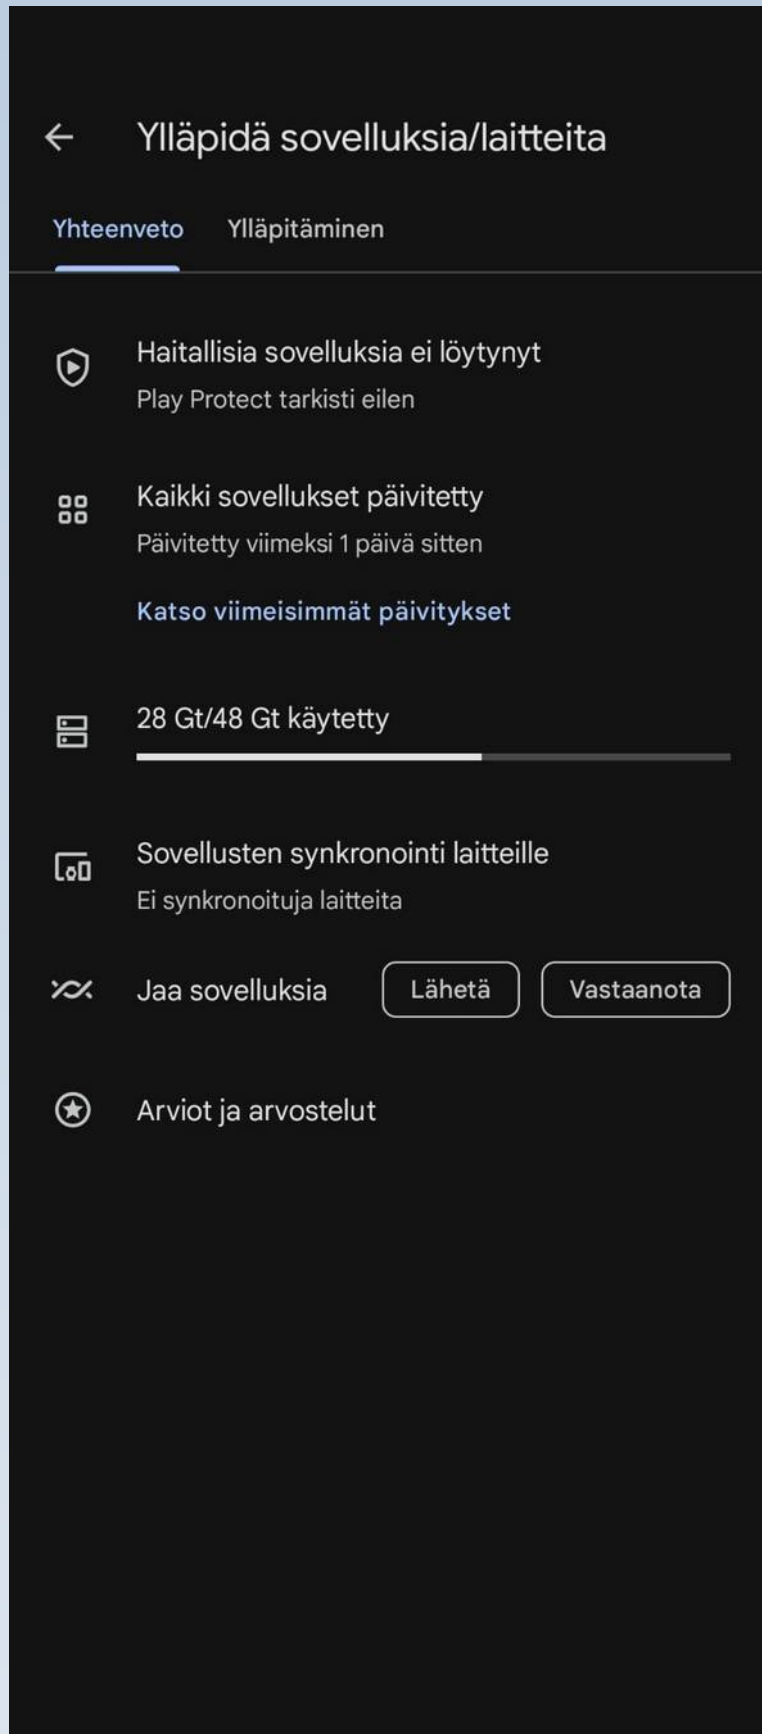 Ylläpidä sovelluksia/laitteita
Yhteenveto Ylläpitäminen
Haitallisia sovelluksia ei löytynyt
Play Protect tarkisti eilen
Kaikki sovellukset päivitetty
Päivitetty viimeksi 1 päivä sitten
Katso viimeisimmät päivitykset
28 Gt/48 Gt käytetty
Sovellusten synkronointi laitteille
Ei synkronoituja laitteita
Jaa sovelluksia Lähetä Vastaanota
Arviot ja arvostelut